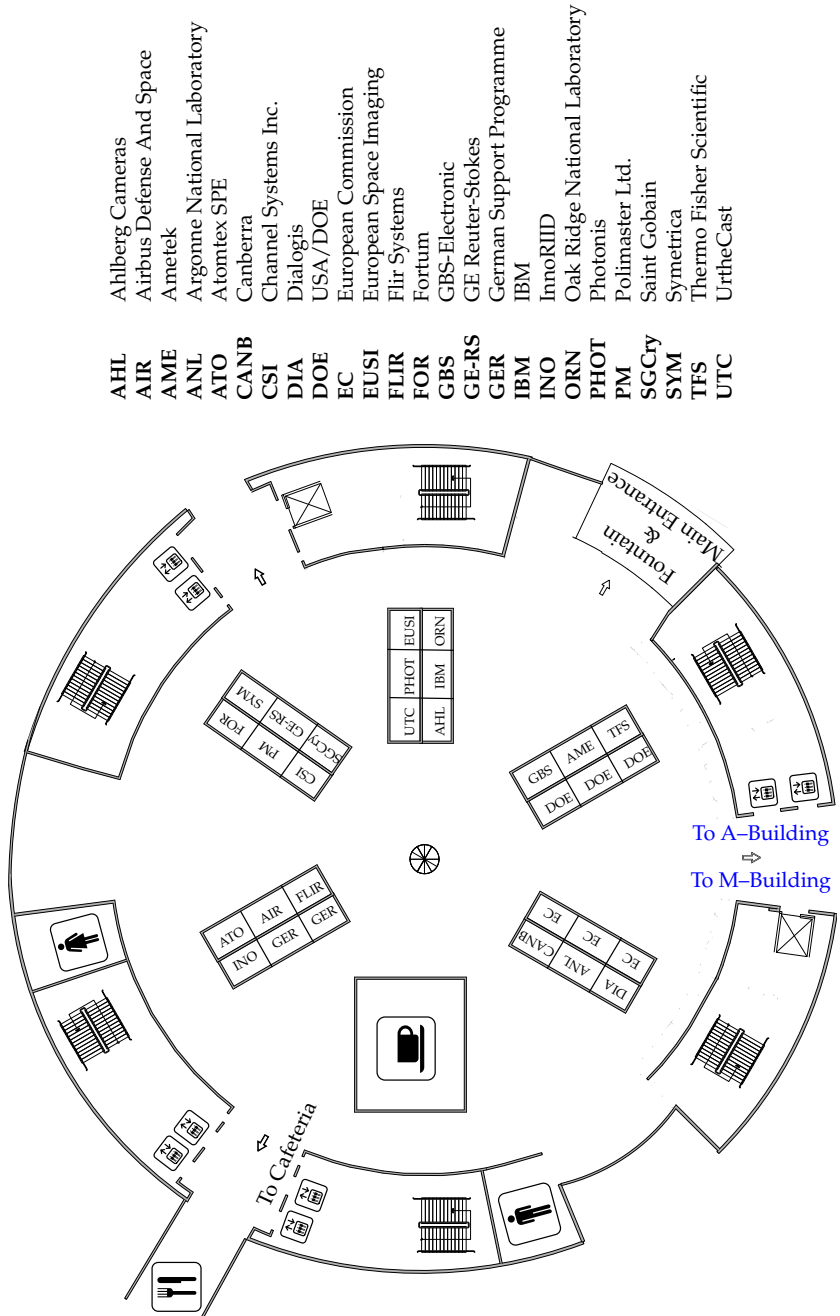 AHL Ahlberg Cameras
AIR Airbus Defense And Space
AME Ametek
ANL Argonne National Laboratory
ATO Atomtex SPE
CANB Canberra
CSI Channel Systems Inc.
DIA Dialogis
DOE USA/DOE
EC European Commission
EUSI European Space Imaging
FLIR Flir Systems
FOR Fortum
GBS GBS-Electronic
GE-RS GE Reuter-Stokes
GER German Support Programme
IBM IBM
INO InnoRIID
ORN Oak Ridge National Laboratory
PHOT Photonis
PM Polimaster Ltd.
SGCry Saint Gobain
SYM Symetrica
TFS Thermo Fisher Scientific
UTC UrtheCast
Fountain
&
Main Entrance
UTC PHOT EUSI
AHL IBM ORN
FOR SYM
PM GE-RS
CSI SGCry
GBS AME TFS
DOE DOE DOE
ATO AIR FLIR
INO GER GER
CANB EC
ANL EC
DIA EC
To A–Building
To M–Building
To Cafeteria